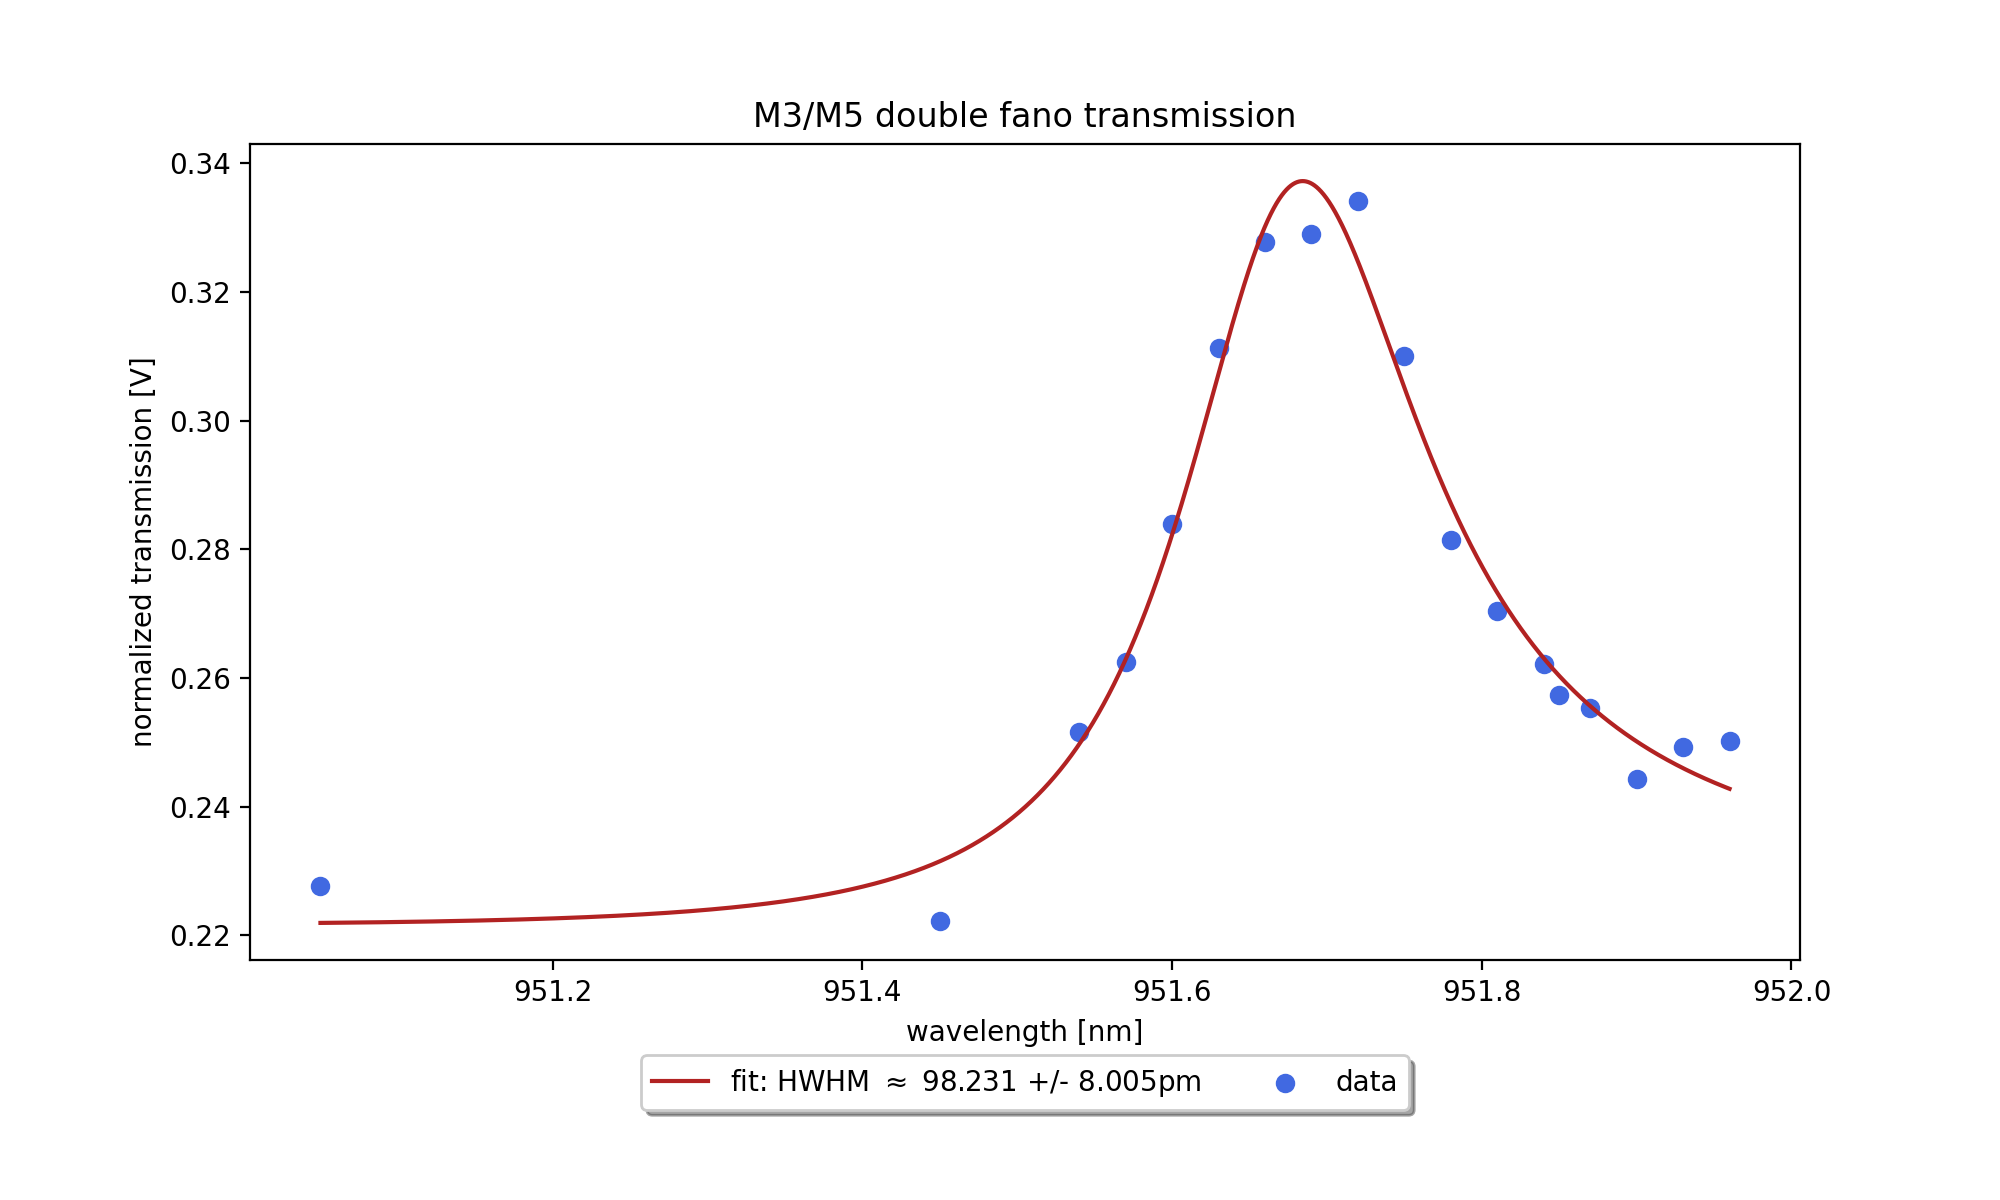 M3/M5 double fano transmission
0.34
0.32
0.30
0.28
0.26
0.24
0.22
normalized transmission [V]
951.2 951.4 951.6 951.8 952.0
wavelength [nm]
fit: HWHM ≈ 98.231 +/- 8.005pm data